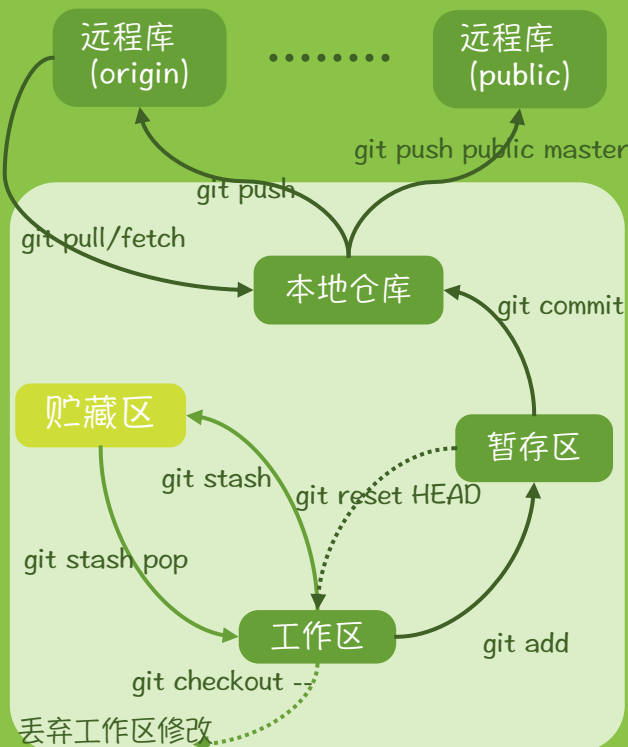 远程库
(origin)
远程库
(public)
git push public master
git push
git pull/fetch
本地仓库
git commit
贮藏区
暂存区
git stash
git reset HEAD
git stash pop
工作区
git add
git checkout --
丢弃工作区修改